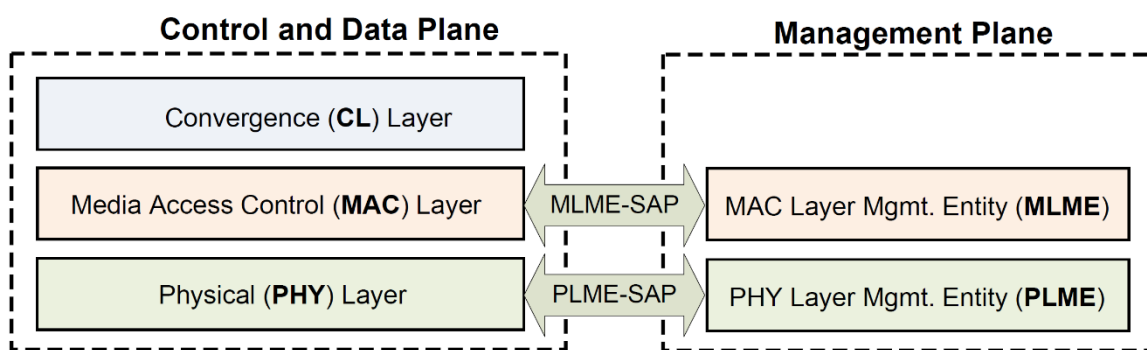 Control and Data Plane
Management Plane
Convergence (CL) Layer
Media Access Control (MAC) Layer
MLME-SAP
MAC Layer Mgmt. Entity (MLME)
Physical (PHY) Layer
PLME-SAP
PHY Layer Mgmt. Entity (PLME)